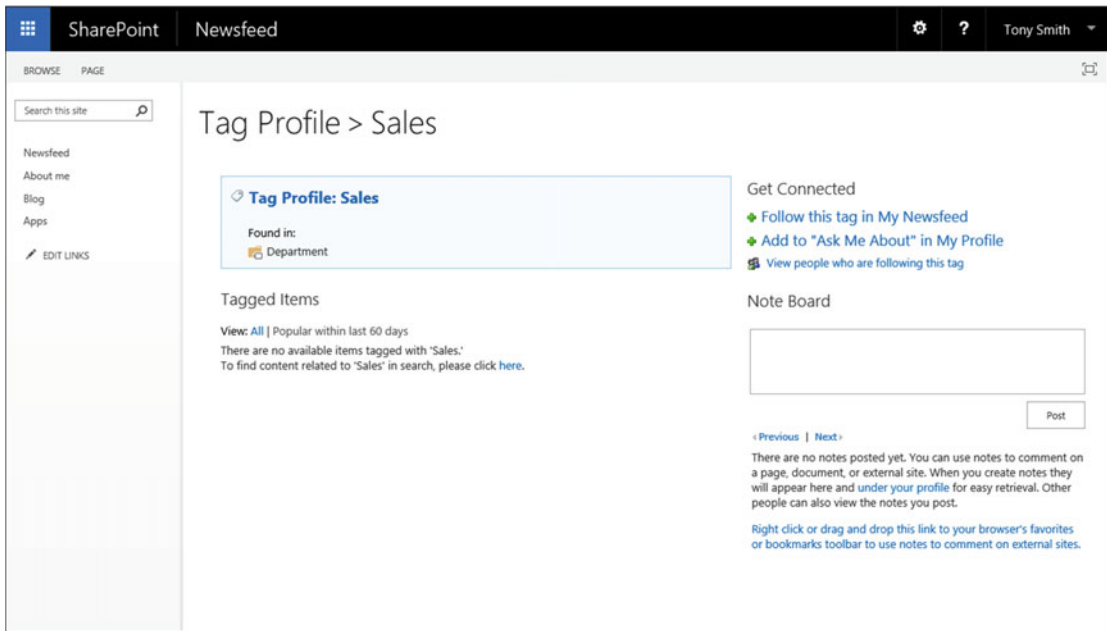 SharePoint
Newsfeed
?
Tony Smith
BROWSE PAGE
Search this site
Newsfeed
About me
Blog
Apps
EDIT LINKS
Tag Profile > Sales
Tag Profile: Sales
Found in:
Department
Tagged Items
View: All | Popular within last 60 days
There are no available items tagged with 'Sales.'
To find content related to 'Sales' in search, please click here.
Get Connected
Follow this tag in My Newsfeed
Add to "Ask Me About" in My Profile
View people who are following this tag
Note Board
Post
‹ Previous | Next ›
There are no notes posted yet. You can use notes to comment on
a page, document, or external site. When you create notes they
will appear here and under your profile for easy retrieval. Other
people can also view the notes you post.
Right click or drag and drop this link to your browser's favorites
or bookmarks toolbar to use notes to comment on external sites.